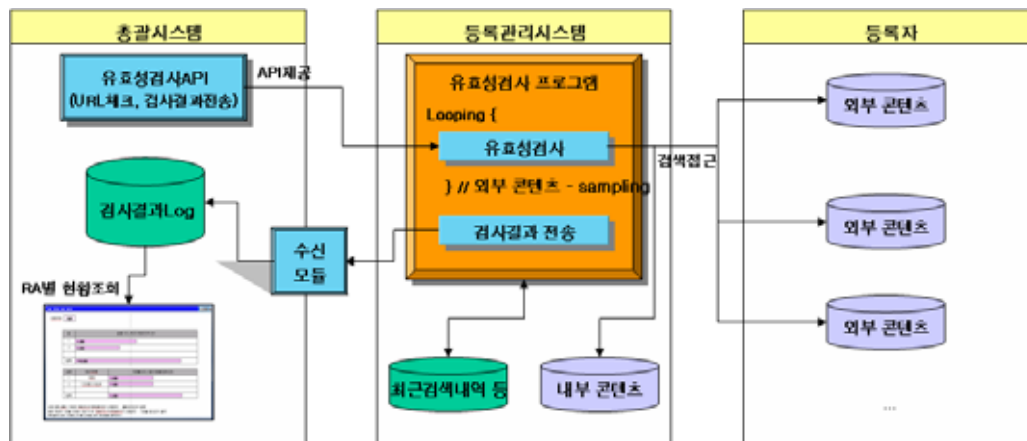 총괄시스템
유효성검사API
(URL체크, 검사결과전송)
API제공
검사결과Log
수신
모듈
RA별 현황조회
등록관리시스템
유효성검사 프로그램
Looping {
유효성검사
} // 외부 콘텐츠 - sampling
검사결과 전송
검색접근
최근검색내역 등
내부 콘텐츠
등록자
외부 콘텐츠
외부 콘텐츠
외부 콘텐츠
...